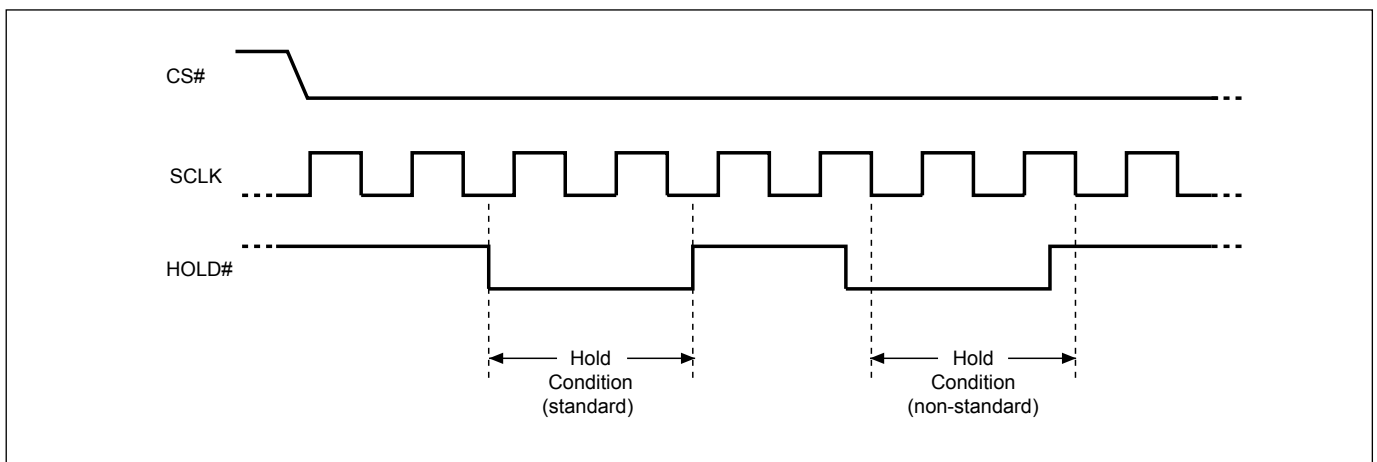 CS#
SCLK
HOLD#
Hold
Condition
(standard)
Hold
Condition
(non-standard)